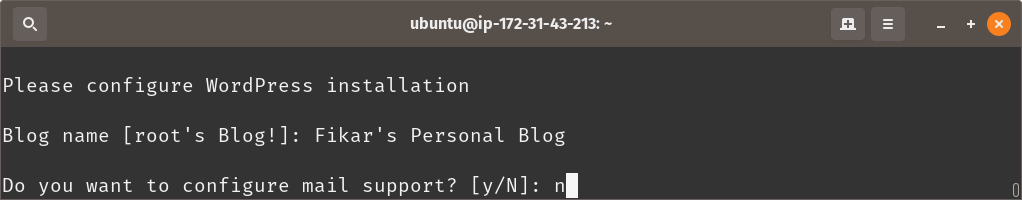 ubuntu@ip-172-31-43-213: ~
Please configure WordPress installation
Blog name [root's Blog!]: Fikar's Personal Blog
Do you want to configure mail support? [y/N]: n